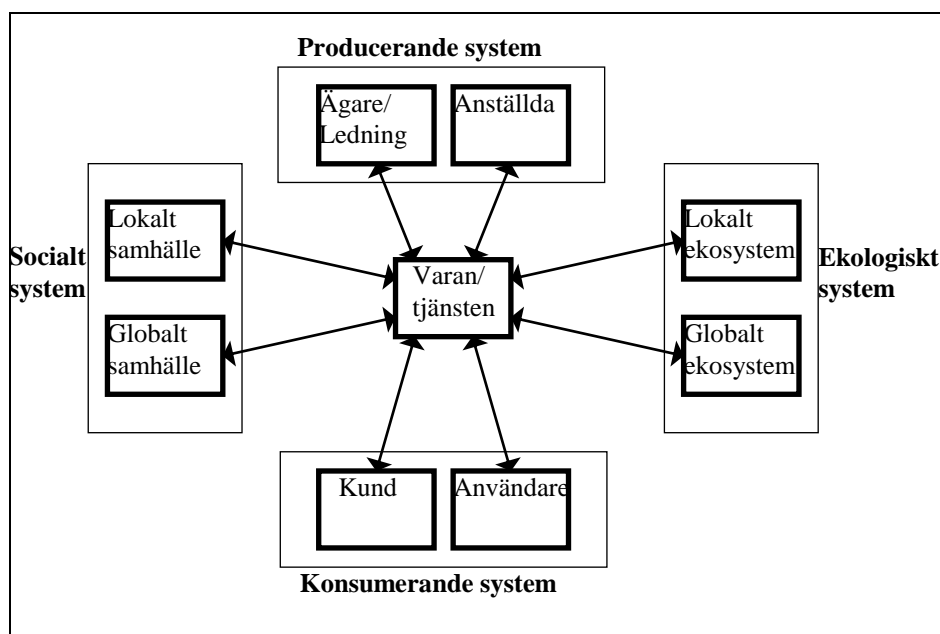 Producerande system
Ägare/
Ledning
Anställda
Lokalt
samhälle
Socialt
system
Globalt
samhälle
Varan/
tjänsten
Lokalt
ekosystem
Ekologiskt
system
Globalt
ekosystem
Kund
Användare
Konsumerande system